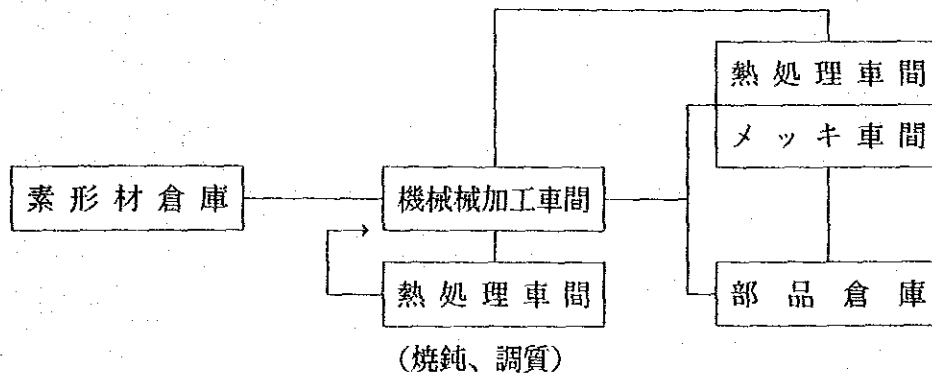 熱処理車間
メッキ車間
素形材倉庫
機械械加工車間
熱処理車間
部品倉庫
(焼鈍、調質)